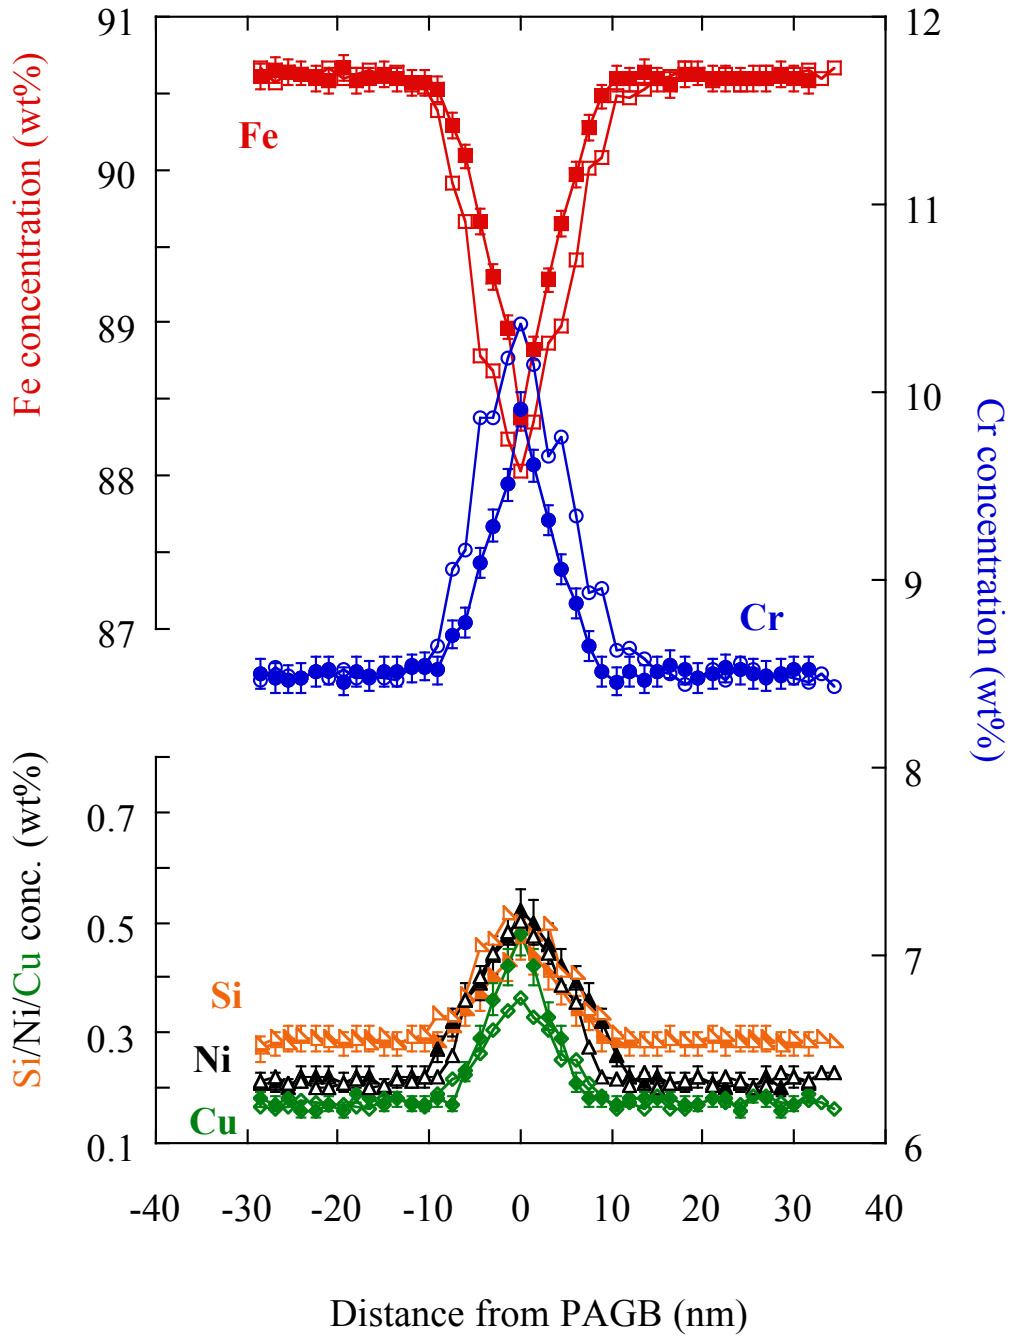 91
12
Fe concentration (wt%)
Fe
90
11
89
10
88
Cr concentration (wt%)
9
87
Cr
8
Si/Ni/Cu conc. (wt%)
0.7
0.5
7
Si
0.3
Ni
Cu
0.1
6
-40 -30 -20 -10 0 10 20 30 40
Distance from PAGB (nm)